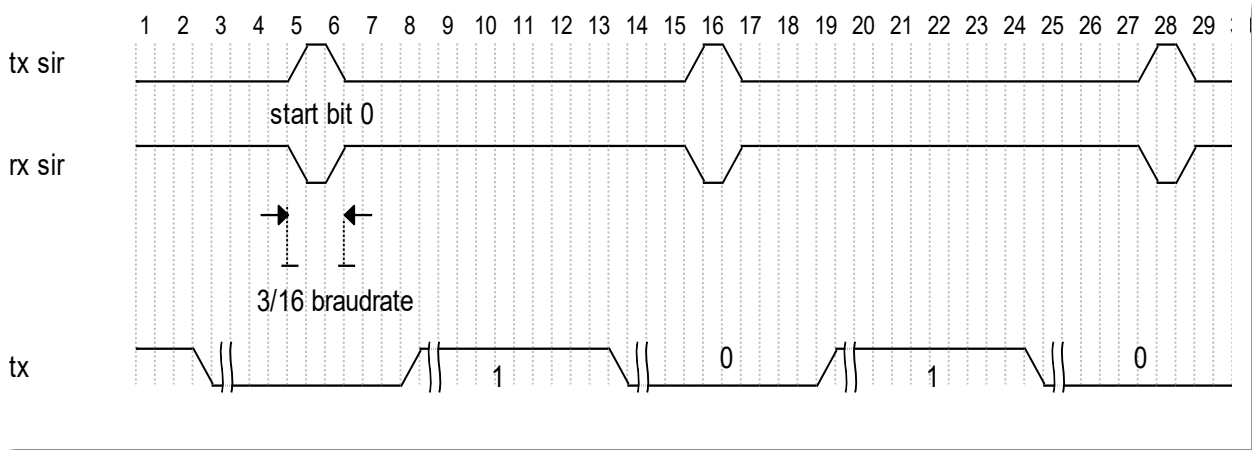 1 2 3 4 5 6 7 8 9 10 11 12 13 14 15 16 17 18 19 20 21 22 23 24 25 26 27 28 29
tx sir
start bit 0
rx sir
3/16 braudrate
tx
1 0 1 0